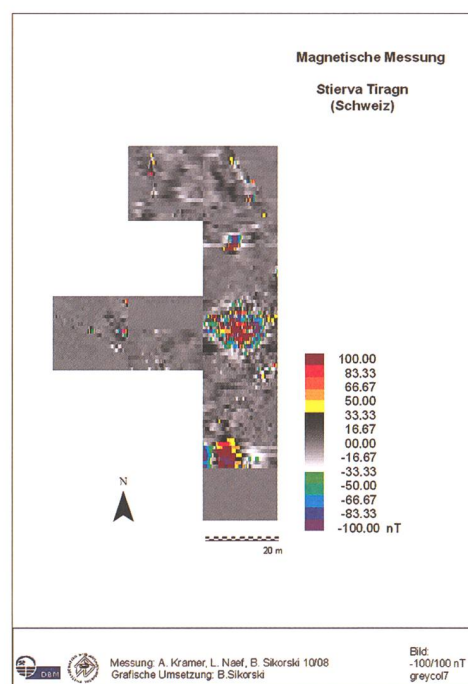 Magnetische Messung
Stierva Tiragn
(Schweiz)
100.00
83.33
66.67
50.00
33.33
16.67
00.00
-16.67
-33.33
-50.00
-66.67
-83.33
-100.00 nT
N
20 m
DBM
Messung: A. Kramer, L. Naef, B. Sikorski 10/08
Grafische Umsetzung: B.Sikorski
Bild:
-100/100 nT
greycol7